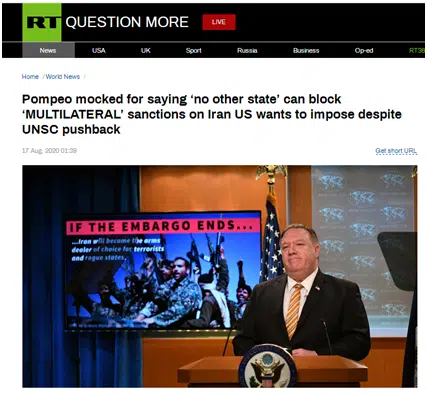 RT QUESTION MORE LIVE
News USA UK Sport Russia Business Op-ed RT36
Home / World News /
Pompeo mocked for saying ‘no other state’ can block
‘MULTILATERAL’ sanctions on Iran US wants to impose despite
UNSC pushback
17 Aug, 2020 01:39 Get short URL
IF THE EMBARGO ENDS...
...Iran will become the arms
dealer of choice for terrorists
and rogue states.